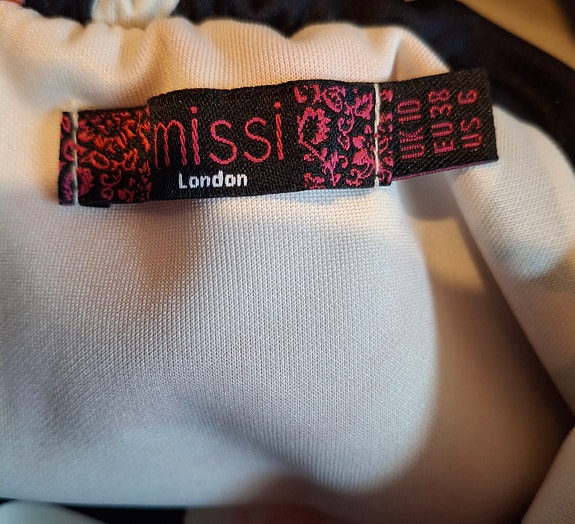 missi
London
UK 10
EU 38
US 6